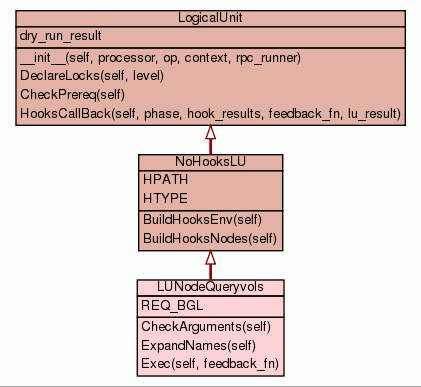 LogicalUnit
dry_run_result
__init__(self, processor, op, context, rpc_runner)
DeclareLocks(self, level)
CheckPrereq(self)
HooksCallBack(self, phase, hook_results, feedback_fn, lu_result)
NoHooksLU
HPATH
HTYPE
BuildHooksEnv(self)
BuildHooksNodes(self)
LUNodeQueryvols
REQ_BGL
CheckArguments(self)
ExpandNames(self)
Exec(self, feedback_fn)